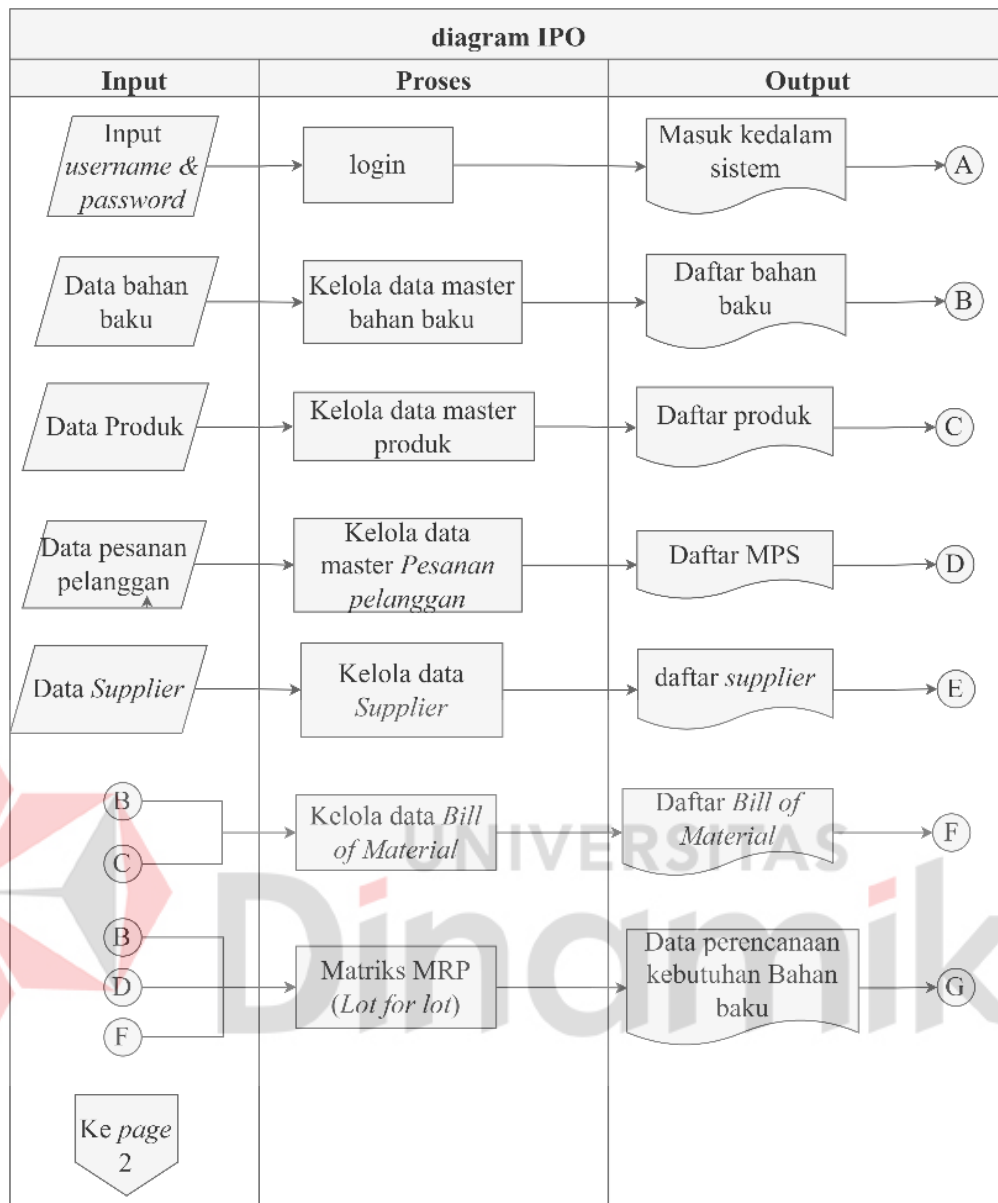 diagram IPO
Input
Proses
Output
Input
username &
password
login
Masuk kedalam
sistem
A
Data bahan
baku
Kelola data master
bahan baku
Daftar bahan
baku
B
Data Produk
Kelola data master
produk
Daftar produk
C
Data pesanan
pelanggan
Kelola data
master Pesanan
pelanggan
Daftar MPS
D
Data Supplier
Kelola data
Supplier
daftar supplier
E
B
C
Kelola data Bill
of Material
Daftar Bill of
Material
F
UNIVERSITAS
Dinamik
B
D
F
Matriks MRP
(Lot for lot)
Data perencanaan
kebutuhan Bahan
baku
G
Ke page
2